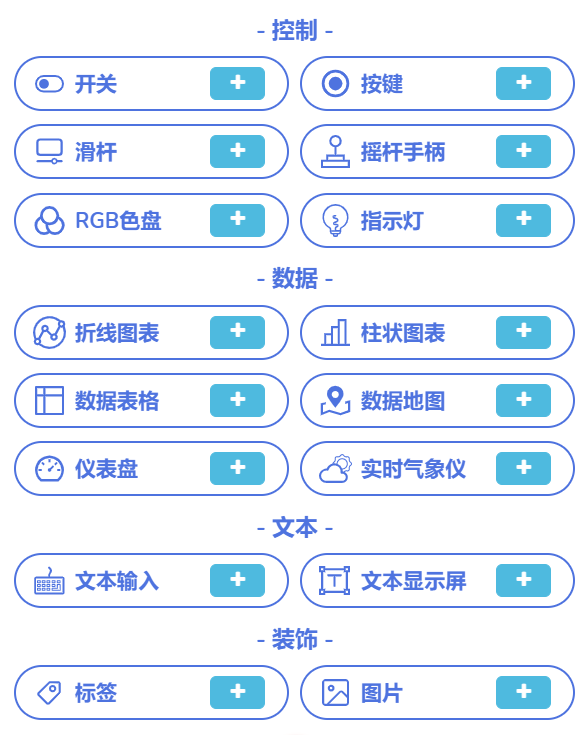 - 控制 -
开关 +
按键 +
滑杆 +
摇杆手柄 +
RGB色盘 +
指示灯 +
- 数据 -
折线图表 +
柱状图表 +
数据表格 +
数据地图 +
仪表盘 +
实时气象仪 +
- 文本 -
文本输入 +
文本显示屏 +
- 装饰 -
标签 +
图片 +